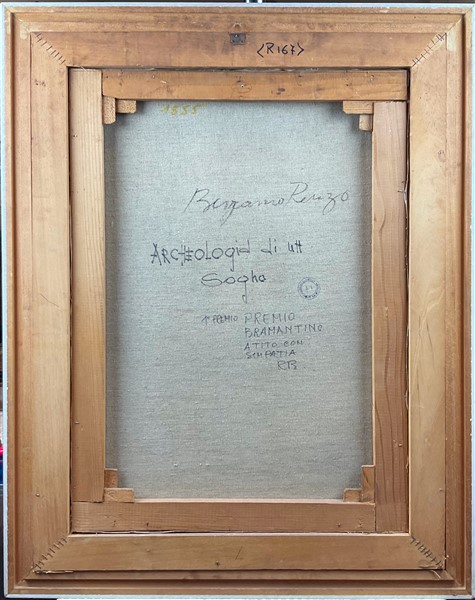 <R167>
1555
Bergamo Renzo
ARCHEOLOGIA di un
Sogno
1° PREMIO PREMIO
BRAMANTINO
A TITO CON
SIMPATIA
RB